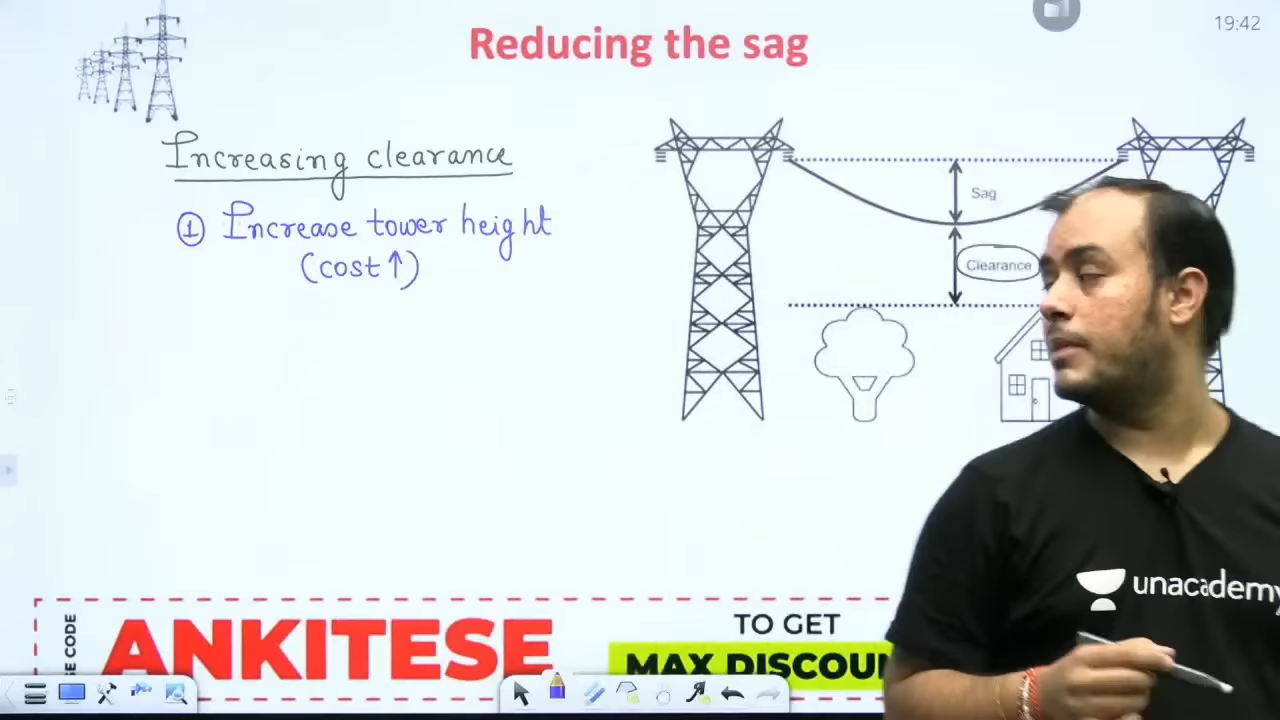 19:42
Reducing the sag
Increasing clearance
① Increase tower height
(cost ↑)
Sag
Clearance
unacademy
ANKITESE
TO GET
MAX DISCOUN